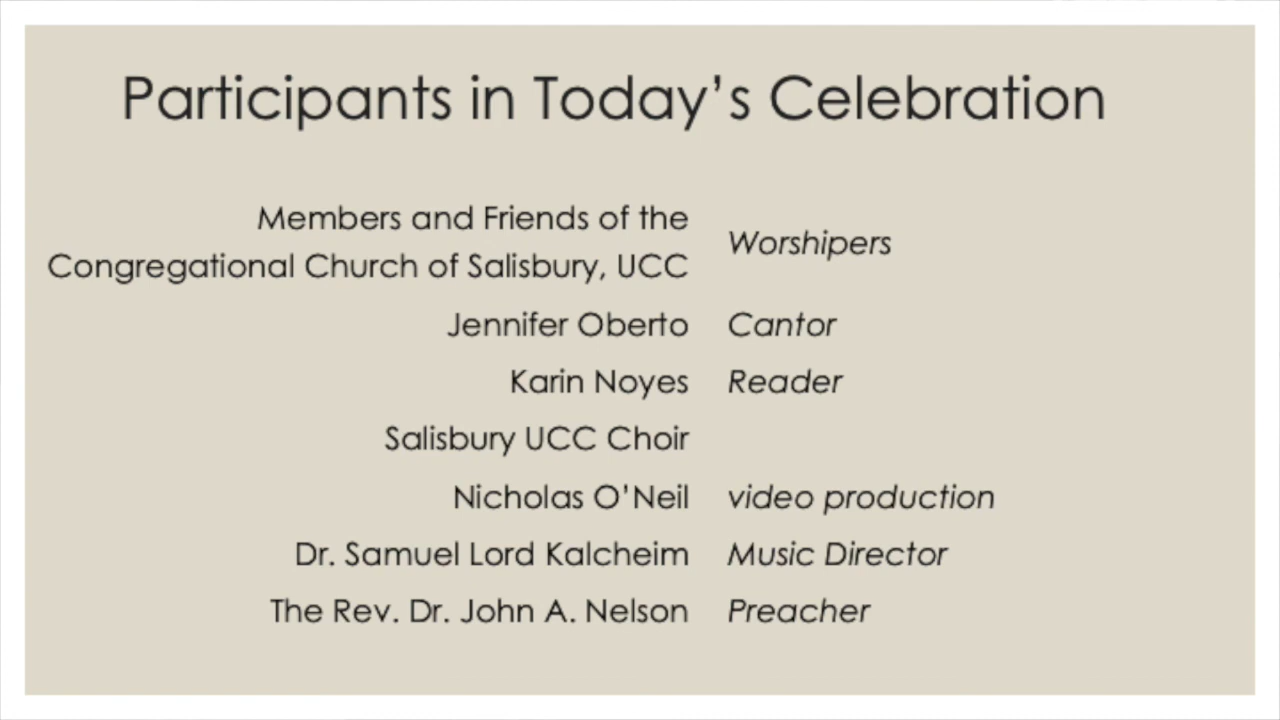 Participants in Today's Celebration
Members and Friends of the
Congregational Church of Salisbury, UCC
Worshipers
Jennifer Oberto Cantor
Karin Noyes Reader
Salisbury UCC Choir
Nicholas O'Neil video production
Dr. Samuel Lord Kalcheim Music Director
The Rev. Dr. John A. Nelson Preacher